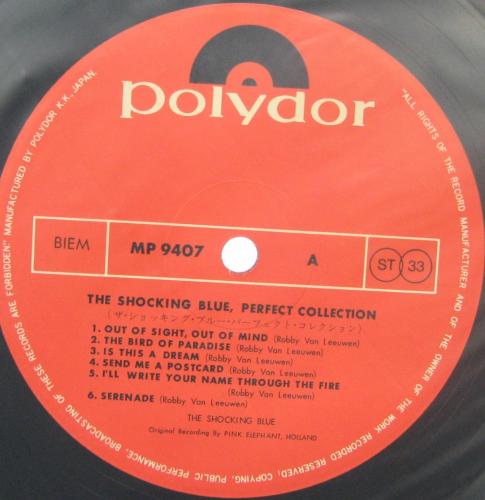 polydor
BIEM
MP 9407
A
ST 33
THE SHOCKING BLUE, PERFECT COLLECTION
(ザ・ショッキング・ブルー・パーフェクト・コレクション)
1. OUT OF SIGHT, OUT OF MIND (Robby Van Leeuwen)
2. THE BIRD OF PARADISE (Robby Van Leeuwen)
3. IS THIS A DREAM (Robby Van Leeuwen)
4. SEND ME A POSTCARD (Robby Van Leeuwen)
5. I'LL WRITE YOUR NAME THROUGH THE FIRE
(Robby Van Leeuwen)
6. SERENADE (Robby Van Leeuwen)
THE SHOCKING BLUE
Original Recording By PINK ELEPHANT, HOLLAND
"ALL RIGHTS OF THE RECORD MANUFACTURER AND OF THE OWNER OF THE WORK RECORDED RESERVED; COPYING, PUBLIC PERFORMANCE, BROADCASTING OF THESE RECORDS ARE FORBIDDEN" MANUFACTURED BY POLYDOR K.K., JAPAN.